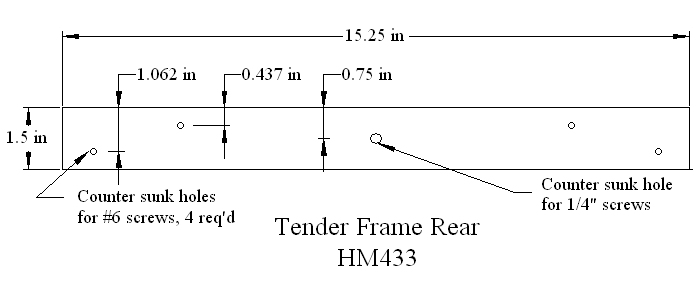 15.25 in
1.062 in
0.437 in
0.75 in
1.5 in
Counter sunk holes
for #6 screws, 4 req'd
Counter sunk hole
for 1/4" screws
Tender Frame Rear
HM433